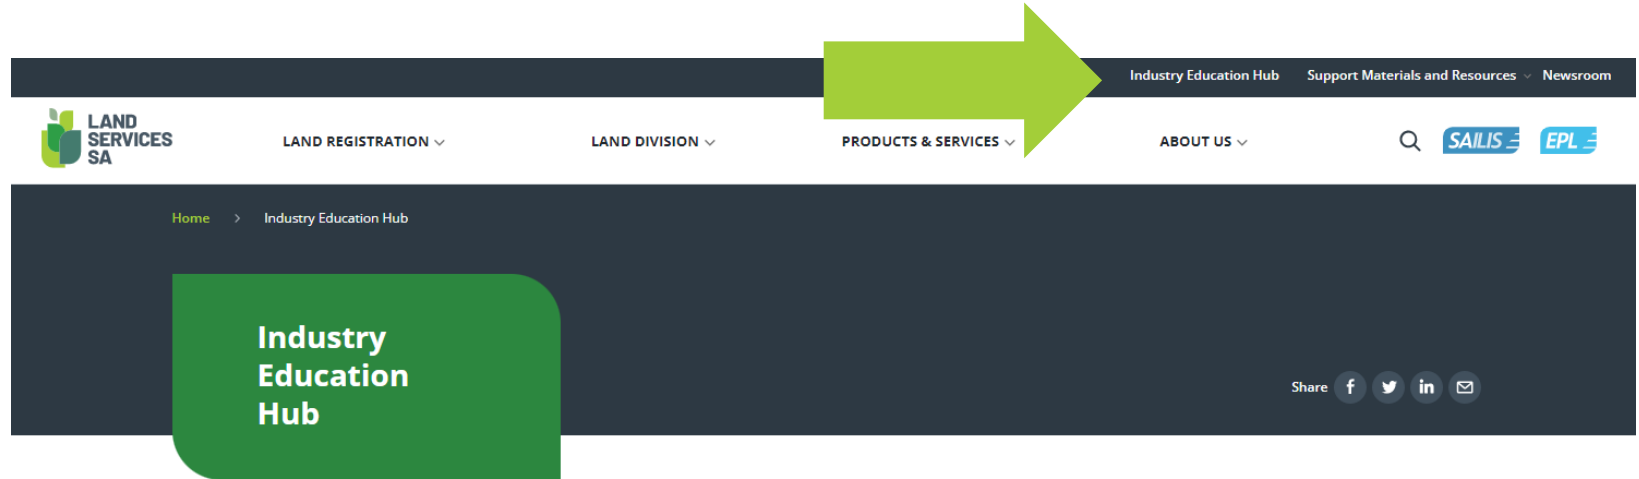 Industry Education Hub Support Materials and Resources Newsroom
LAND
SERVICES
SA
LAND REGISTRATION LAND DIVISION PRODUCTS & SERVICES ABOUT US SAILIS EPL
Home > Industry Education Hub
Industry
Education
Hub
Share